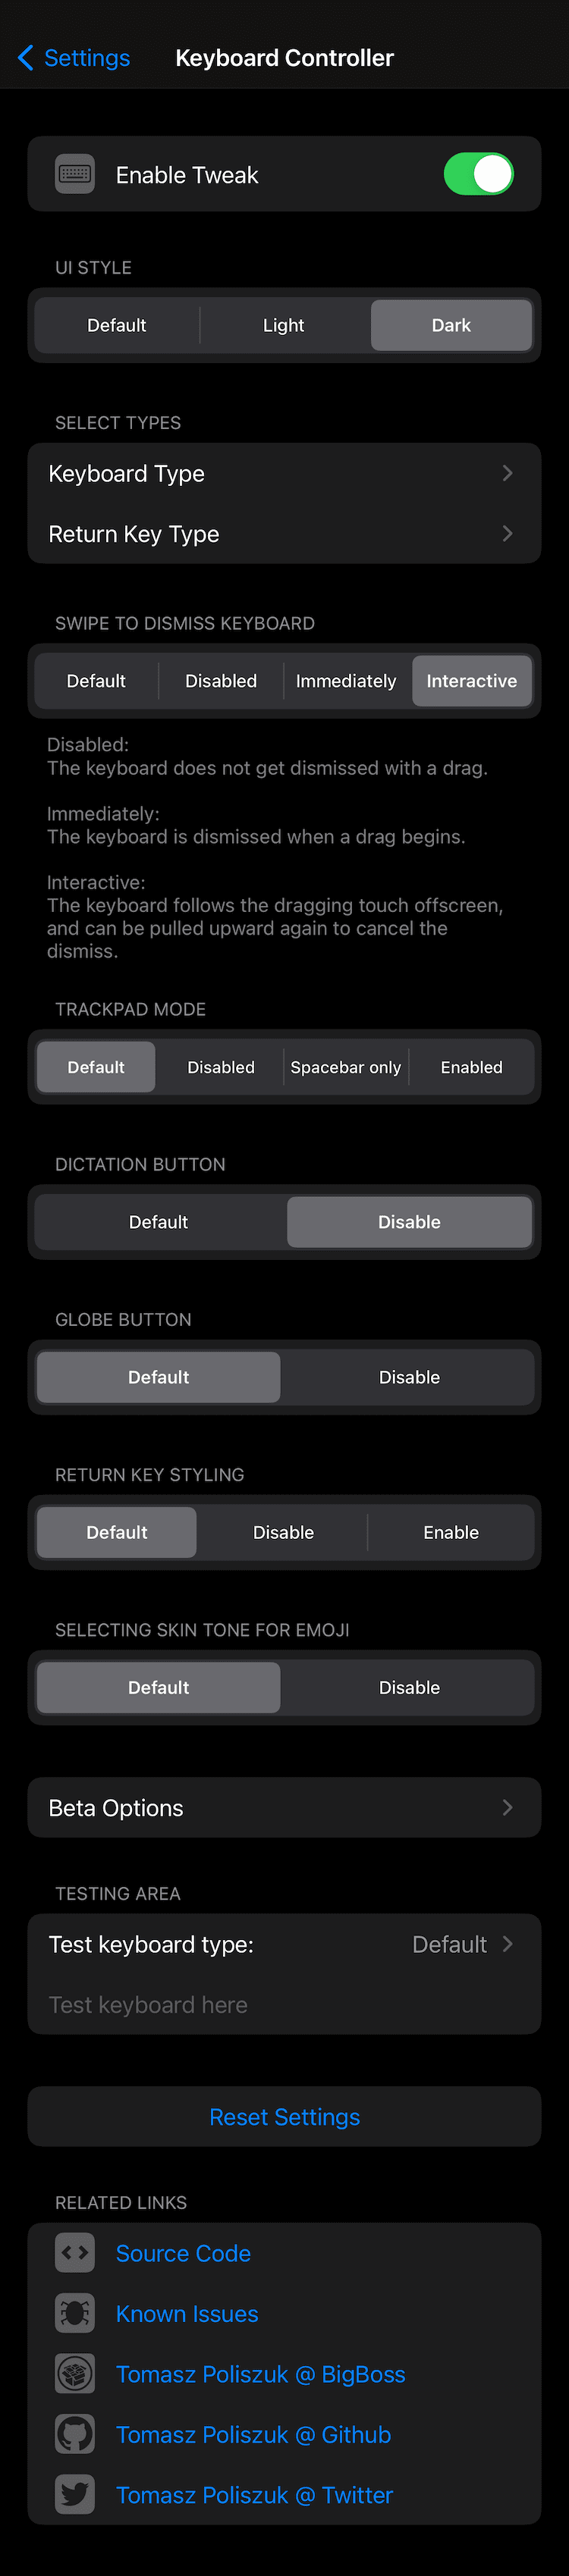 Settings
Keyboard Controller
Enable Tweak
UI STYLE
Default Light Dark
SELECT TYPES
Keyboard Type
Return Key Type
SWIPE TO DISMISS KEYBOARD
Default Disabled Immediately Interactive
Disabled:
The keyboard does not get dismissed with a drag.
Immediately:
The keyboard is dismissed when a drag begins.
Interactive:
The keyboard follows the dragging touch offscreen,
and can be pulled upward again to cancel the
dismiss.
TRACKPAD MODE
Default Disabled Spacebar only Enabled
DICTATION BUTTON
Default Disable
GLOBE BUTTON
Default Disable
RETURN KEY STYLING
Default Disable Enable
SELECTING SKIN TONE FOR EMOJI
Default Disable
Beta Options
TESTING AREA
Test keyboard type: Default
Test keyboard here
Reset Settings
RELATED LINKS
Source Code
Known Issues
Tomasz Poliszuk @ BigBoss
Tomasz Poliszuk @ Github
Tomasz Poliszuk @ Twitter